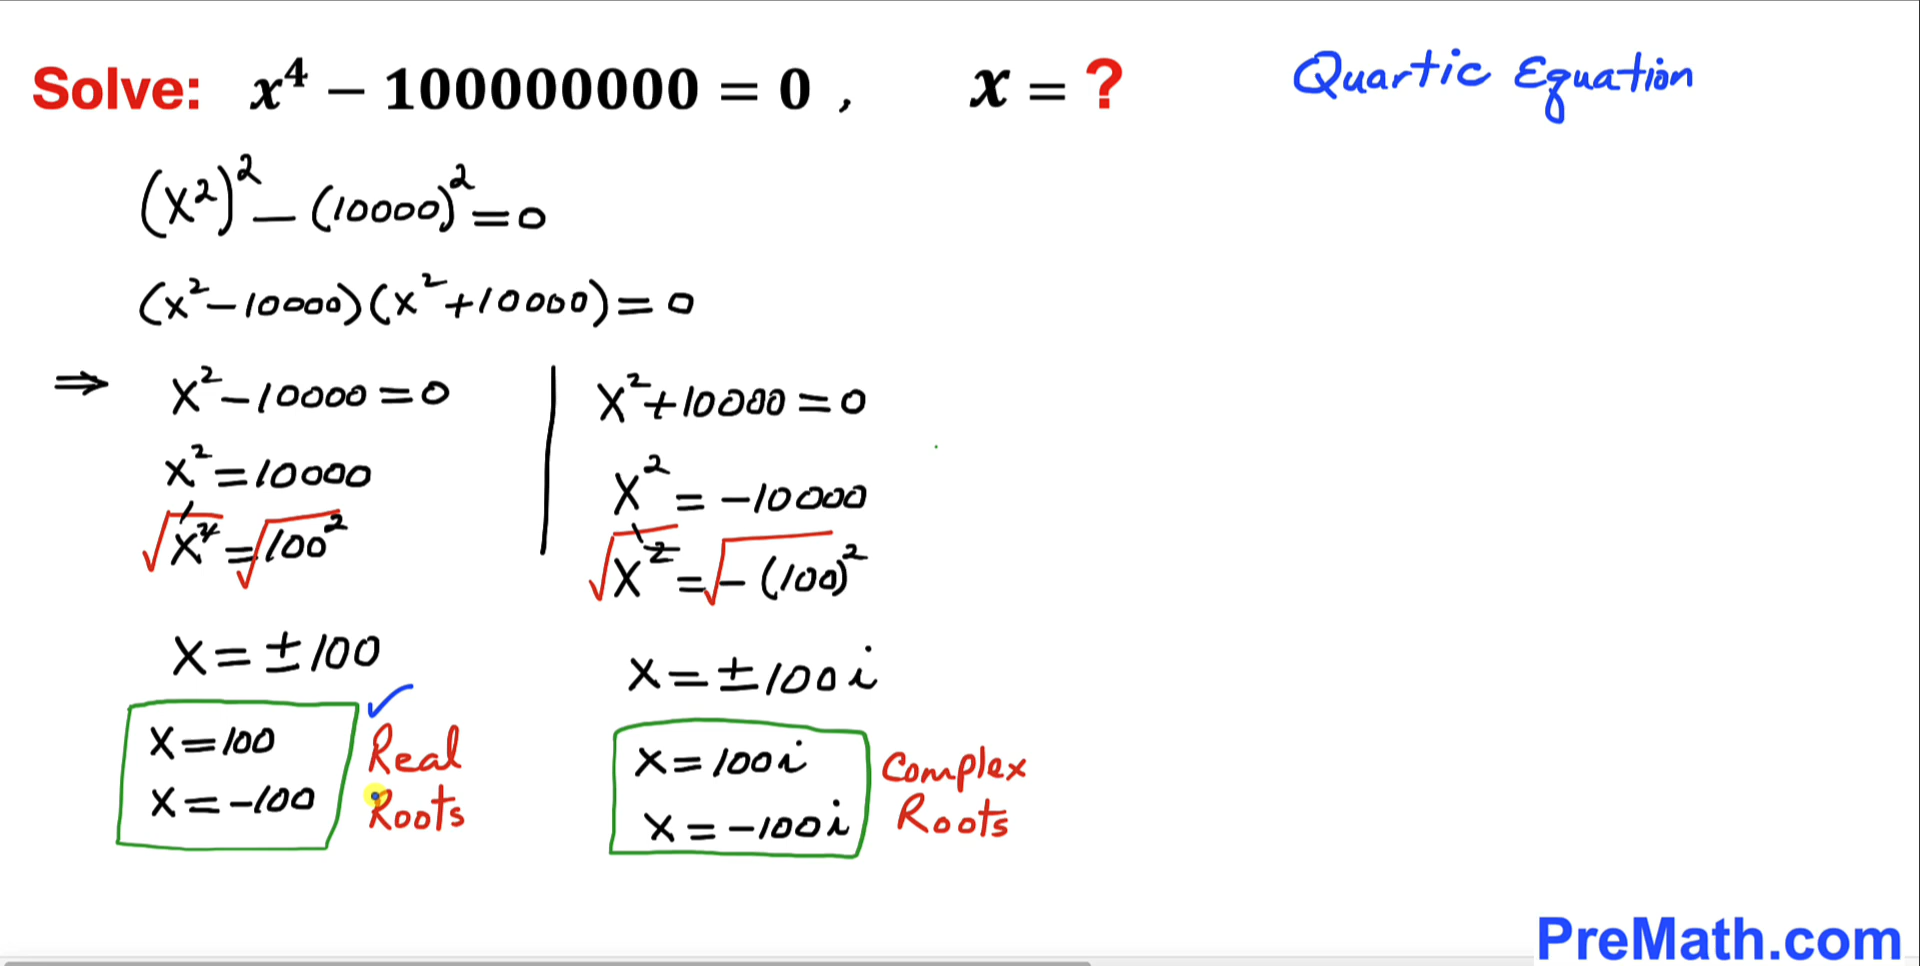 Solve: x⁴ − 100000000 = 0 , x = ? Quartic Equation
(x²)² − (10000)² = 0
(x² − 10000)(x² + 10000) = 0
⇒ x² − 10000 = 0
x² = 10000
√x² = √100²
x = ±100
x = 100
x = −100
✓
Real
Roots
x² + 10000 = 0
x² = −10000
√x² = √−(100)²
x = ±100i
x = 100i
x = −100i
Complex
Roots
PreMath.com